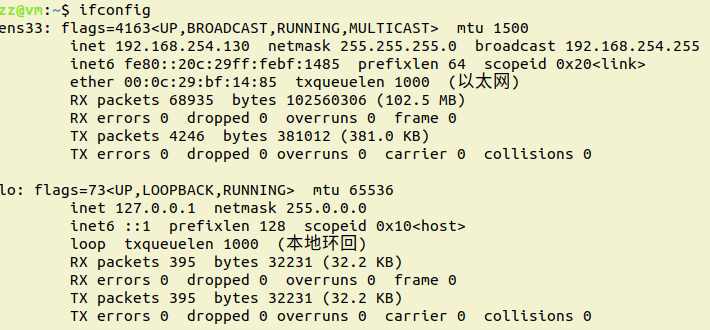 zz@vm:~$ ifconfig
ens33: flags=4163<UP,BROADCAST,RUNNING,MULTICAST>  mtu 1500
        inet 192.168.254.130  netmask 255.255.255.0  broadcast 192.168.254.255
        inet6 fe80::20c:29ff:febf:1485  prefixlen 64  scopeid 0x20<link>
        ether 00:0c:29:bf:14:85  txqueuelen 1000  (以太网)
        RX packets 68935  bytes 102560306 (102.5 MB)
        RX errors 0  dropped 0  overruns 0  frame 0
        TX packets 4246  bytes 381012 (381.0 KB)
        TX errors 0  dropped 0 overruns 0  carrier 0  collisions 0
lo: flags=73<UP,LOOPBACK,RUNNING>  mtu 65536
        inet 127.0.0.1  netmask 255.0.0.0
        inet6 ::1  prefixlen 128  scopeid 0x10<host>
        loop  txqueuelen 1000  (本地环回)
        RX packets 395  bytes 32231 (32.2 KB)
        RX errors 0  dropped 0  overruns 0  frame 0
        TX packets 395  bytes 32231 (32.2 KB)
        TX errors 0  dropped 0 overruns 0  carrier 0  collisions 0